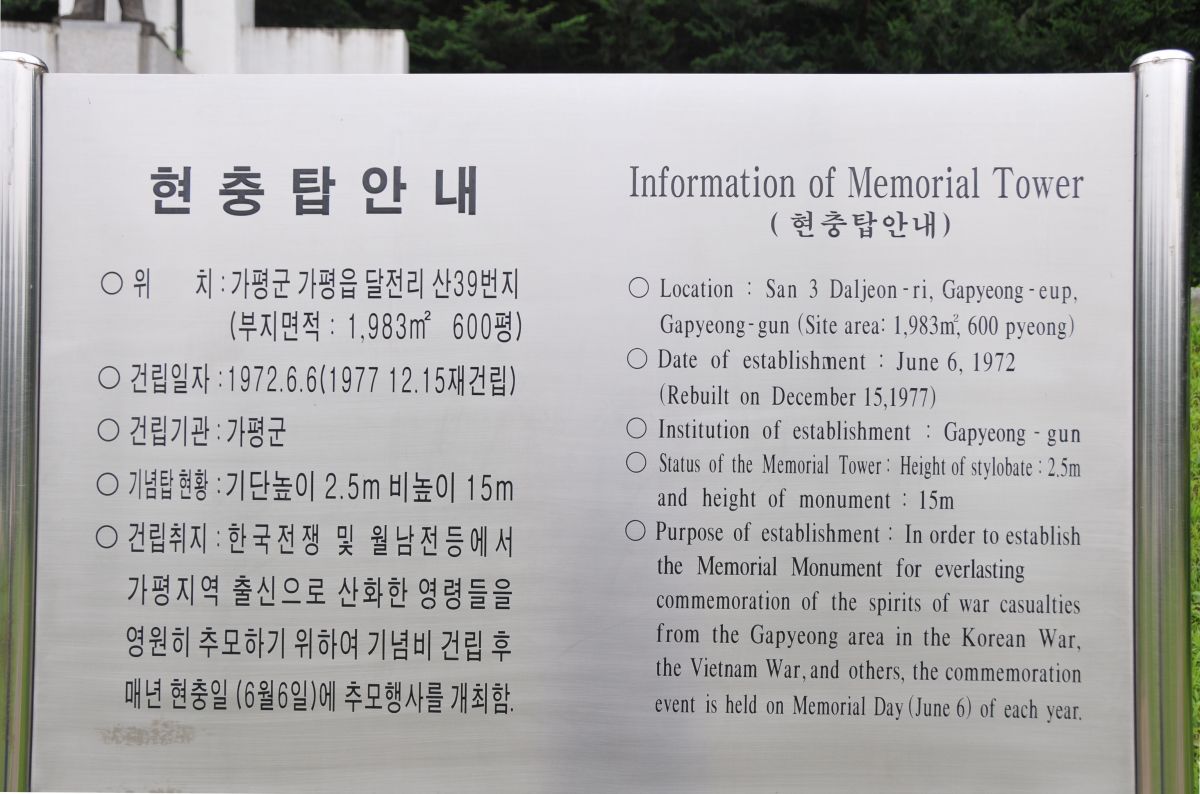 현충탑안내
○ 위 치 : 가평군 가평읍 달전리 산39번지
(부지면적 : 1,983㎡ 600평)
○ 건립일자 : 1972.6.6(1977 12.15재건립)
○ 건립기관 : 가평군
○ 기념탑 현황 : 기단높이 2.5m 비높이 15m
○ 건립취지 : 한국전쟁 및 월남전등에서
가평지역 출신으로 산화한 영령들을
영원히 추모하기 위하여 기념비 건립 후
매년 현충일 (6월6일)에 추모행사를 개최함.
Information of Memorial Tower
(현충탑안내)
○ Location : San 3 Daljeon-ri, Gapyeong-eup,
Gapyeong-gun (Site area: 1,983㎡, 600 pyeong)
○ Date of establishment : June 6, 1972
(Rebuilt on December 15,1977)
○ Institution of establishment : Gapyeong-gun
○ Status of the Memorial Tower : Height of stylobate : 2.5m
and height of monument : 15m
○ Purpose of establishment : In order to establish
the Memorial Monument for everlasting
commemoration of the spirits of war casualties
from the Gapyeong area in the Korean War,
the Vietnam War, and others, the commemoration
event is held on Memorial Day (June 6) of each year.